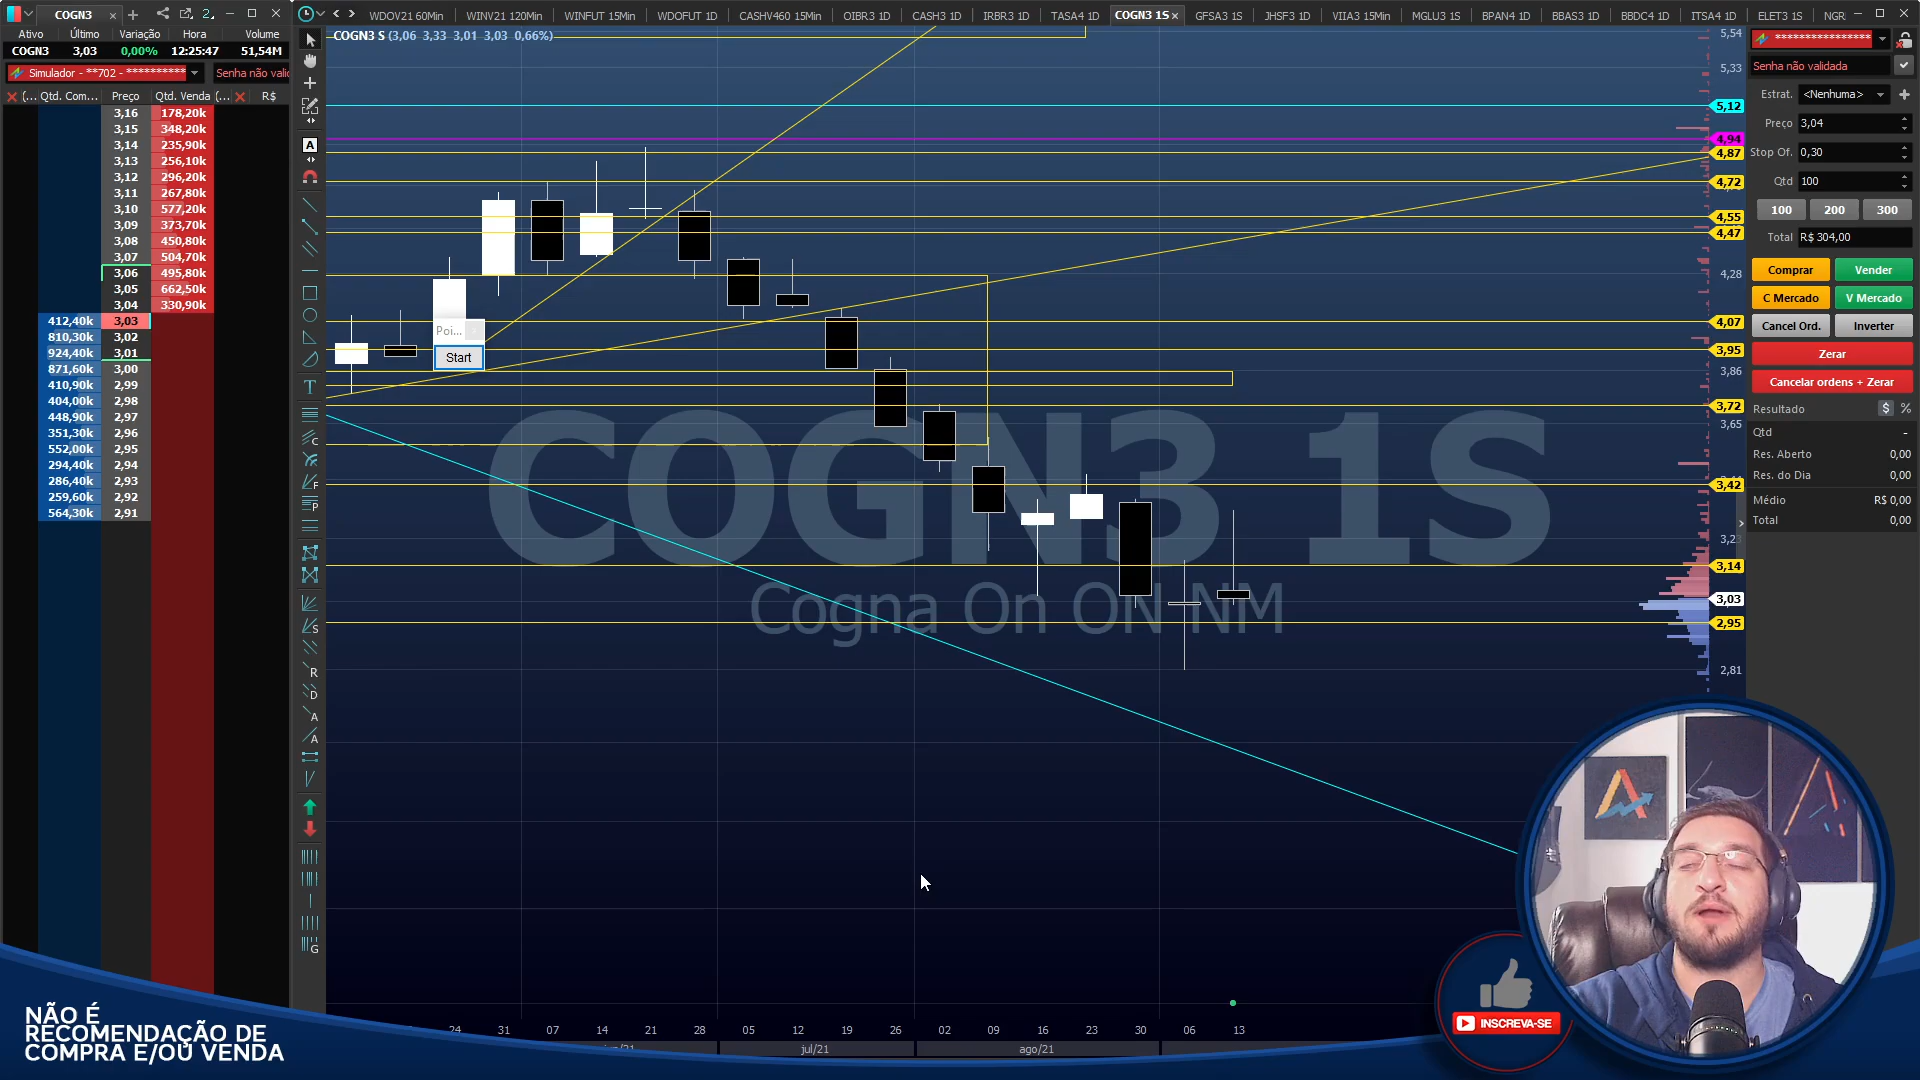 COGN3
WDOV21 60Min WINV21 120Min WINFUT 15Min WDOFUT 1D CASHV460 15Min OIBR3 1D CASH3 1D IRBR3 1D TASA4 1D COGN3 1S GFSA3 1S JHSF3 1D VIIA3 15Min MGLU3 1S BPAN4 1D BBAS3 1D BBDC4 1D ITSA4 1D ELET3 1S NGR
Ativo Último Variação Hora Volume
COGN3 3,03 0,00% 12:25:47 51,54M
Simulador - **702 - ********** Senha não valid
(... Qtd. Com... Preço Qtd. Venda (... R$
3,16 178,20k
3,15 348,20k
3,14 235,90k
3,13 256,10k
3,12 296,20k
3,11 267,80k
3,10 577,20k
3,09 373,70k
3,08 450,80k
3,07 504,70k
3,06 495,80k
3,05 662,50k
3,04 330,90k
412,40k 3,03
810,30k 3,02
924,40k 3,01
871,60k 3,00
410,90k 2,99
404,00k 2,98
448,90k 2,97
351,30k 2,96
552,00k 2,95
294,40k 2,94
286,40k 2,93
259,60k 2,92
564,30k 2,91
COGN3 S (3,06 3,33 3,01 3,03 0,66%)
Poi...
Start
COGN3 1S
Cogna On ON NM
5,54
5,33
5,12
4,94
4,87
4,72
4,55
4,47
4,28
4,07
3,95
3,86
3,72
3,65
3,42
3,23
3,14
3,03
2,95
2,81
24 31 07 14 21 28 05 12 19 26 02 09 16 23 30 06 13
jul/21 ago/21
****************
Senha não validada
Estrat. <Nenhuma>
Preço 3,04
Stop Of. 0,30
Qtd 100
100 200 300
Total R$ 304,00
Comprar Vender
C Mercado V Mercado
Cancel Ord. Inverter
Zerar
Cancelar ordens + Zerar
Resultado $ %
Qtd -
Res. Aberto 0,00
Res. do Dia 0,00
Médio R$ 0,00
Total 0,00
NÃO É
RECOMENDAÇÃO DE
COMPRA E/OU VENDA
INSCREVA-SE